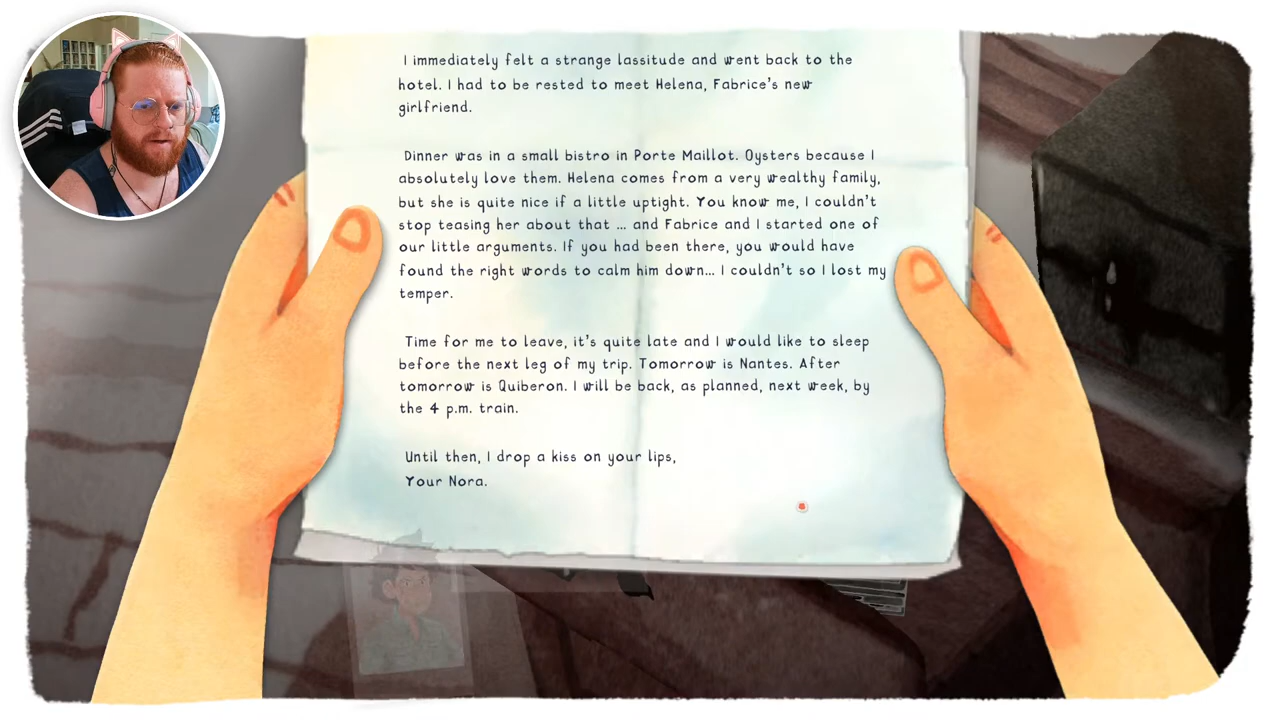 I immediately felt a strange lassitude and went back to the
hotel. I had to be rested to meet Helena, Fabrice's new
girlfriend.
Dinner was in a small bistro in Porte Maillot. Oysters because I
absolutely love them. Helena comes from a very wealthy family,
but she is quite nice if a little uptight. You know me, I couldn't
stop teasing her about that ... and Fabrice and I started one of
our little arguments. If you had been there, you would have
found the right words to calm him down... I couldn't so I lost my
temper.
Time for me to leave, it's quite late and I would like to sleep
before the next leg of my trip. Tomorrow is Nantes. After
tomorrow is Quiberon. I will be back, as planned, next week, by
the 4 p.m. train.
Until then, I drop a kiss on your lips,
Your Nora.